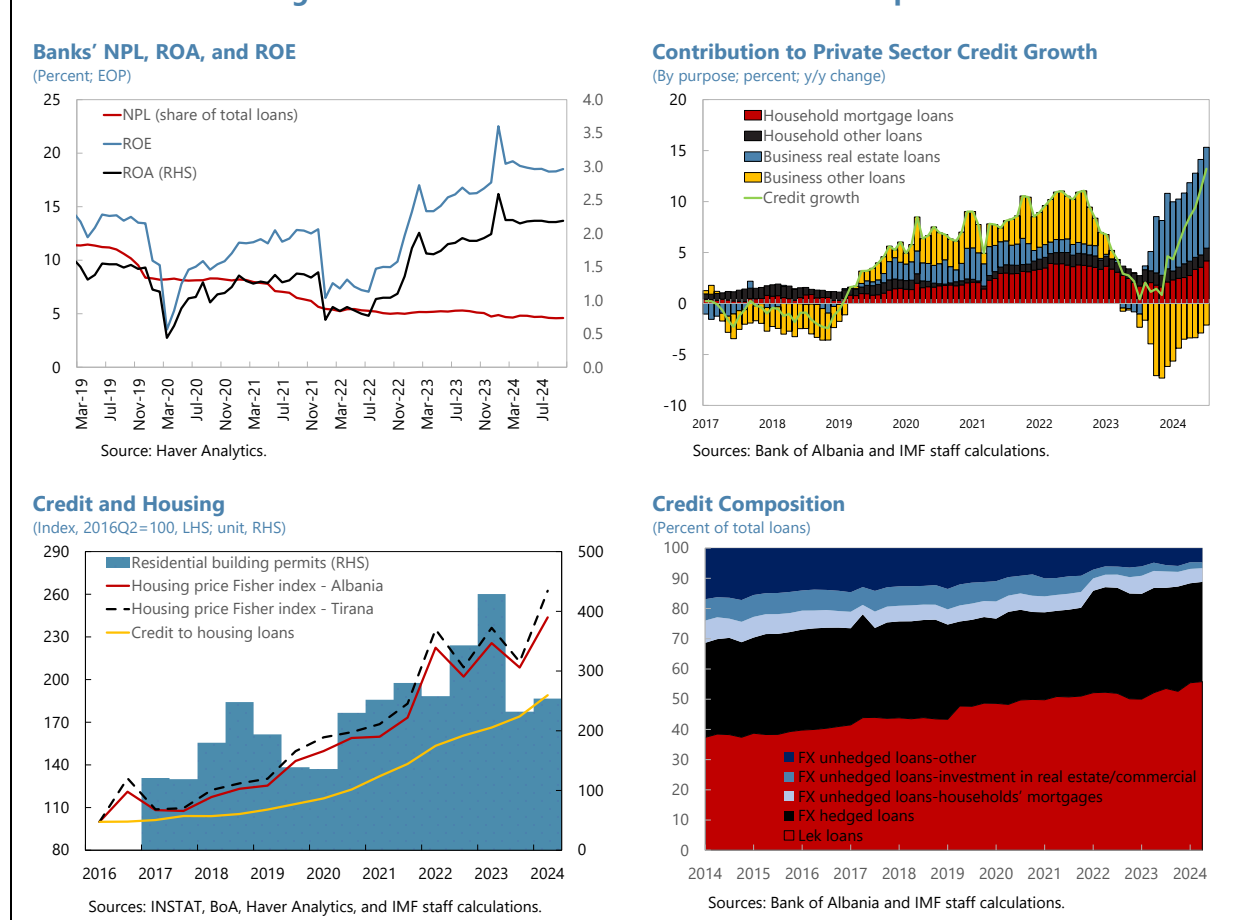 Banks’ NPL, ROA, and ROE
(Percent; EOP)
25
20
15
10
5
0
4.0
3.5
3.0
2.5
2.0
1.5
1.0
0.5
0.0
NPL (share of total loans)
ROE
ROA (RHS)
Mar-19
Jul-19
Nov-19
Mar-20
Jul-20
Nov-20
Mar-21
Jul-21
Nov-21
Mar-22
Jul-22
Nov-22
Mar-23
Jul-23
Nov-23
Mar-24
Jul-24
Source: Haver Analytics.
Contribution to Private Sector Credit Growth
(By purpose; percent; y/y change)
20
15
10
5
0
-5
-10
Household mortgage loans
Household other loans
Business real estate loans
Business other loans
Credit growth
2017
2018
2019
2020
2021
2022
2023
2024
Sources: Bank of Albania and IMF staff calculations.
Credit and Housing
(Index, 2016Q2=100, LHS; unit, RHS)
290
260
230
200
170
140
110
80
500
400
300
200
100
0
Residential building permits (RHS)
Housing price Fisher index - Albania
Housing price Fisher index - Tirana
Credit to housing loans
2016
2017
2018
2019
2020
2021
2022
2023
2024
Sources: INSTAT, BoA, Haver Analytics, and IMF staff calculations.
Credit Composition
(Percent of total loans)
100
90
80
70
60
50
40
30
20
10
0
FX unhedged loans-other
FX unhedged loans-investment in real estate/commercial
FX unhedged loans-households’ mortgages
FX hedged loans
Lek loans
2014
2015
2016
2017
2018
2019
2020
2021
2022
2023
2024
Sources: Bank of Albania and IMF staff calculations.